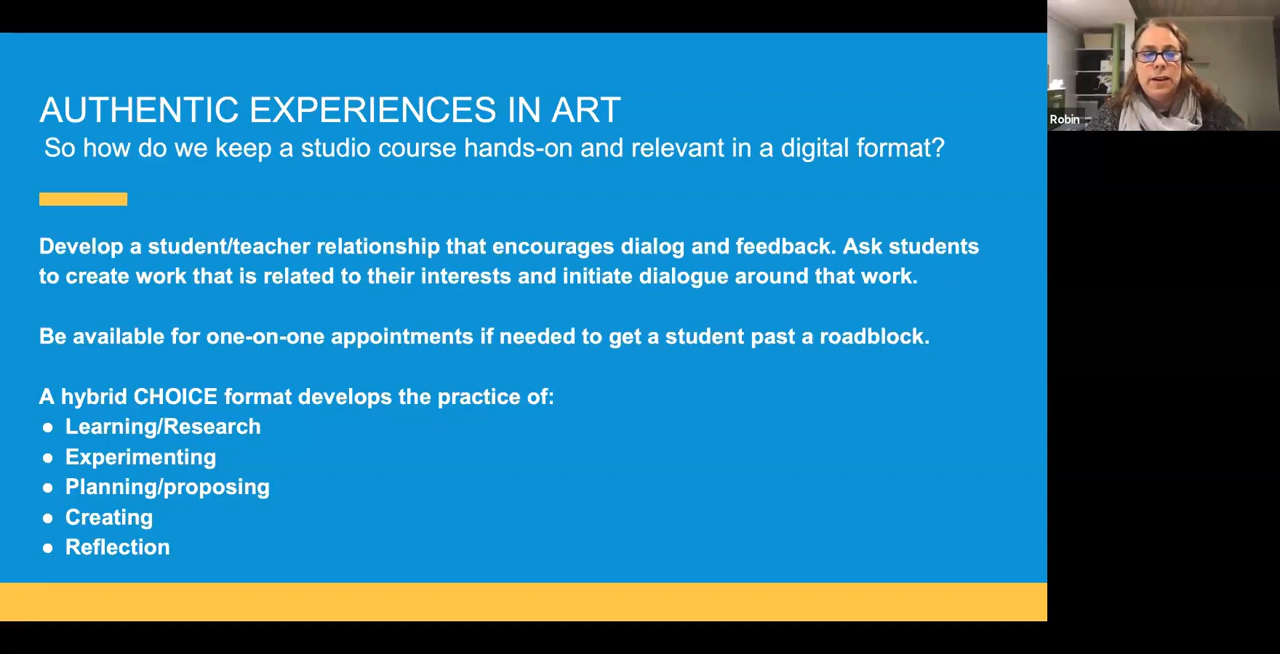 AUTHENTIC EXPERIENCES IN ART
So how do we keep a studio course hands-on and relevant in a digital format?
Develop a student/teacher relationship that encourages dialog and feedback. Ask students
to create work that is related to their interests and initiate dialogue around that work.
Be available for one-on-one appointments if needed to get a student past a roadblock.
A hybrid CHOICE format develops the practice of:
● Learning/Research
● Experimenting
● Planning/proposing
● Creating
● Reflection
Robin